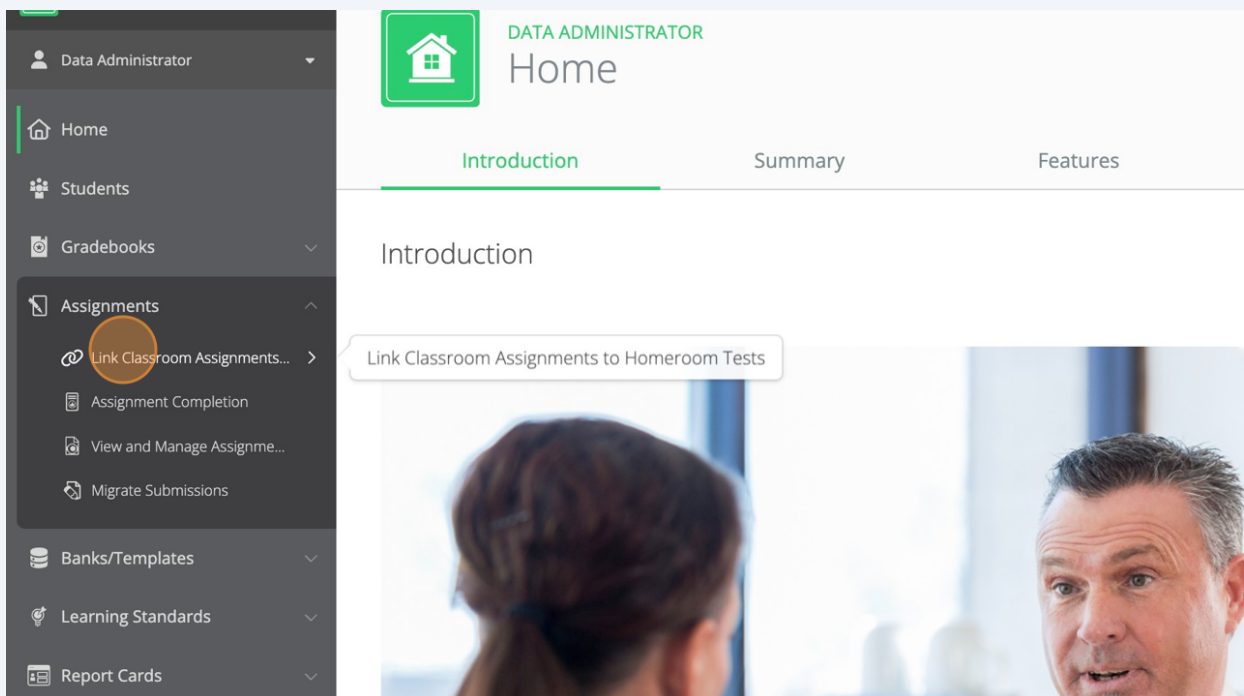 Data Administrator
Home
Students
Gradebooks
Assignments
Link Classroom Assignments...
Assignment Completion
View and Manage Assignme...
Migrate Submissions
Banks/Templates
Learning Standards
Report Cards
DATA ADMINISTRATOR
Home
Introduction Summary Features
Introduction
Link Classroom Assignments to Homeroom Tests